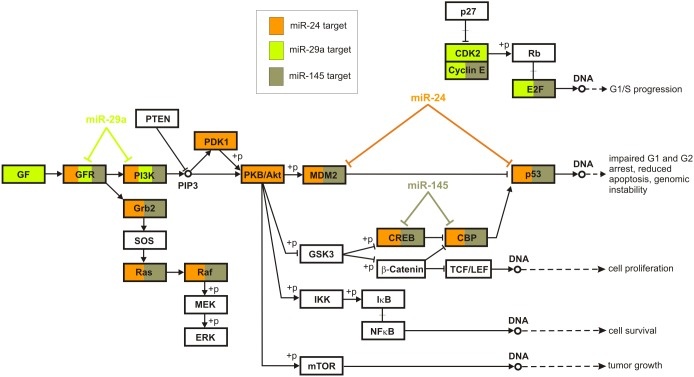 miR-24 target
miR-29a target
miR-145 target
p27
CDK2
+p
Rb
Cyclin E
E2F
DNA
G1/S progression
miR-24
miR-29a
PTEN
PDK1
+p
GF
GFR
PI3K
PIP3
PKB/Akt
+p
MDM2
p53
DNA
impaired G1 and G2
arrest, reduced
apoptosis, genomic
instability
miR-145
Grb2
SOS
Ras
Raf
+p
MEK
+p
ERK
+p
GSK3
+p
CREB
CBP
+p
β-Catenin
TCF/LEF
DNA
cell proliferation
+p
IKK
+p
IκB
NFκB
DNA
cell survival
+p
mTOR
DNA
tumor growth